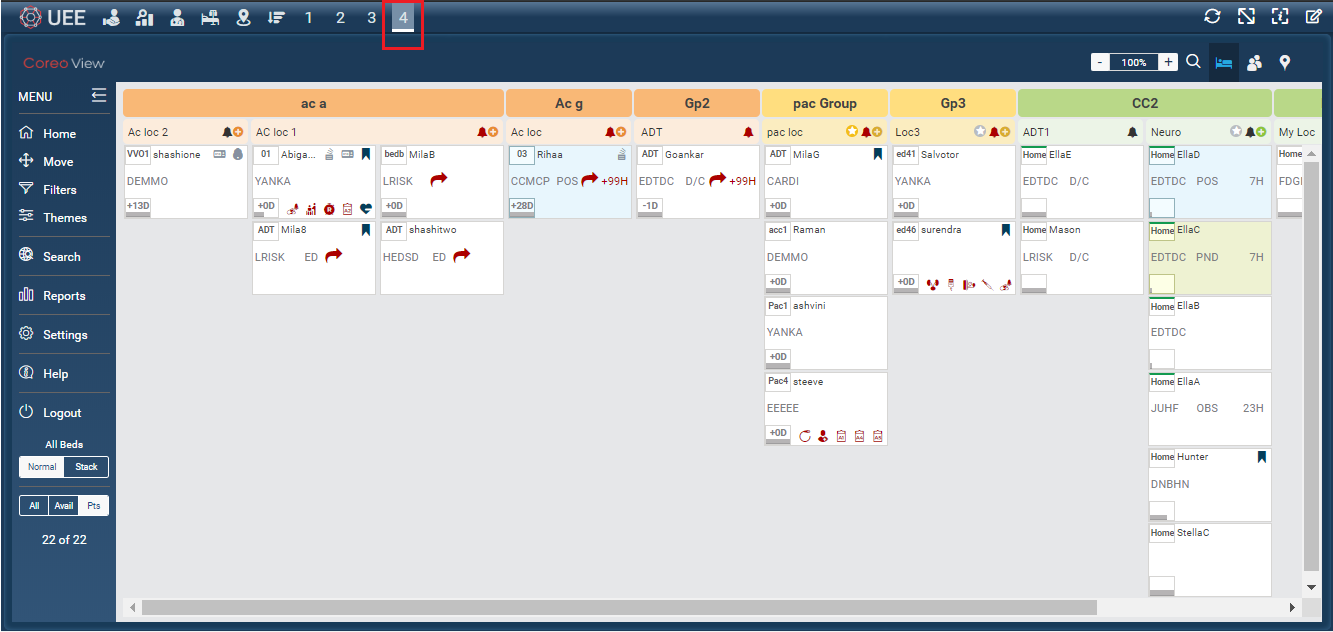 UEE 1 2 3 4
Coreo View - 100% +
MENU
Home
Move
Filters
Themes
Search
Reports
Settings
Help
Logout
All Beds
Normal Stack
All Avail Pts
22 of 22
ac a Ac g Gp2 pac Group Gp3 CC2
Ac loc 2 AC loc 1 Ac loc ADT pac loc Loc3 ADT1 Neuro My Loc
VV01 shashione 01 Abiga... bedb MilaB 03 Rihaa ADT Goankar ADT MilaG ed41 Salvotor Home EllaE Home EllaD Home
DEMMO YANKA LRISK CCMCP POS +99H EDTDC D/C +99H CARDI YANKA EDTDC D/C EDTDC POS 7H FDGI
+13D +0D +0D +28D -1D +0D +0D
ADT Mila8 ADT shashitwo acc1 Raman ed46 surendra Home Mason Home EllaC
LRISK ED HEDSD ED DEMMO LRISK D/C EDTDC PND 7H
+0D +0D
Pac1 ashvini Home EllaB
YANKA EDTDC
+0D
Pac4 steeve Home EllaA
EEEEE JUHF OBS 23H
+0D
Home Hunter
DNBHN
Home StellaC